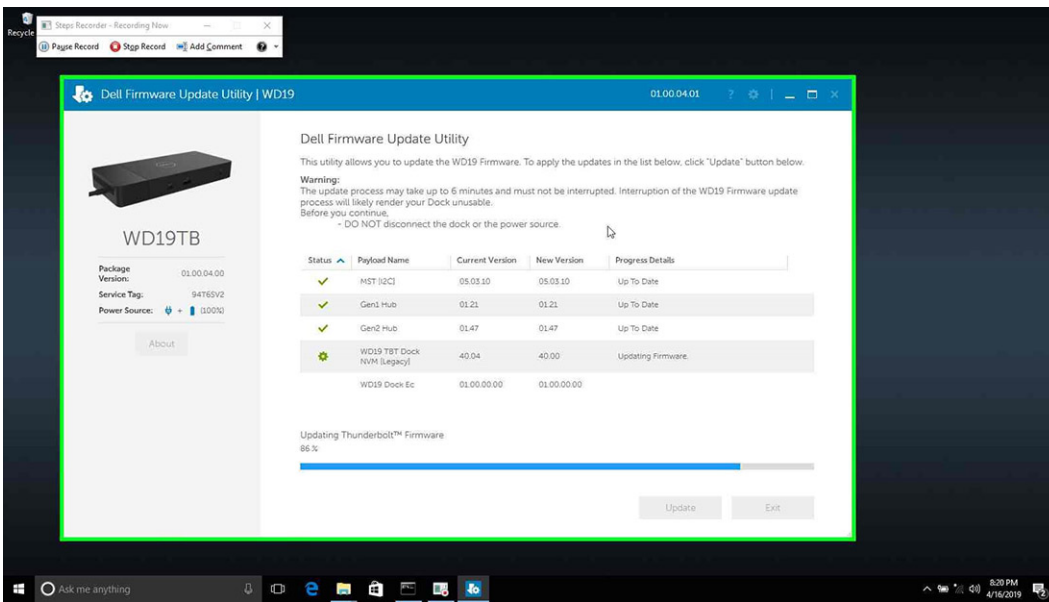 Steps Recorder - Recording Now
Recycle
Pause Record Stop Record Add Comment
Dell Firmware Update Utility | WD19 01.00.04.01
Dell Firmware Update Utility
This utility allows you to update the WD19 Firmware. To apply the updates in the list below, click "Update" button below.
Warning:
The update process may take up to 6 minutes and must not be interrupted. Interruption of the WD19 Firmware update
process will likely render your Dock unusable.
Before you continue,
- DO NOT disconnect the dock or the power source.
WD19TB
Package Version: 01.00.04.00
Service Tag: 94T65V2
Power Source: + (100%)
About
Status Payload Name Current Version New Version Progress Details
MST [I2C] 05.03.10 05.03.10 Up To Date
Gen1 Hub 01.21 01.21 Up To Date
Gen2 Hub 01.47 01.47 Up To Date
WD19 TBT Dock
NVM [Legacy] 40.04 40.00 Updating Firmware.
WD19 Dock Ec 01.00.00.00 01.00.00.00
Updating Thunderbolt™ Firmware
86 %
Update Exit
Ask me anything
8:20 PM
4/16/2019
2